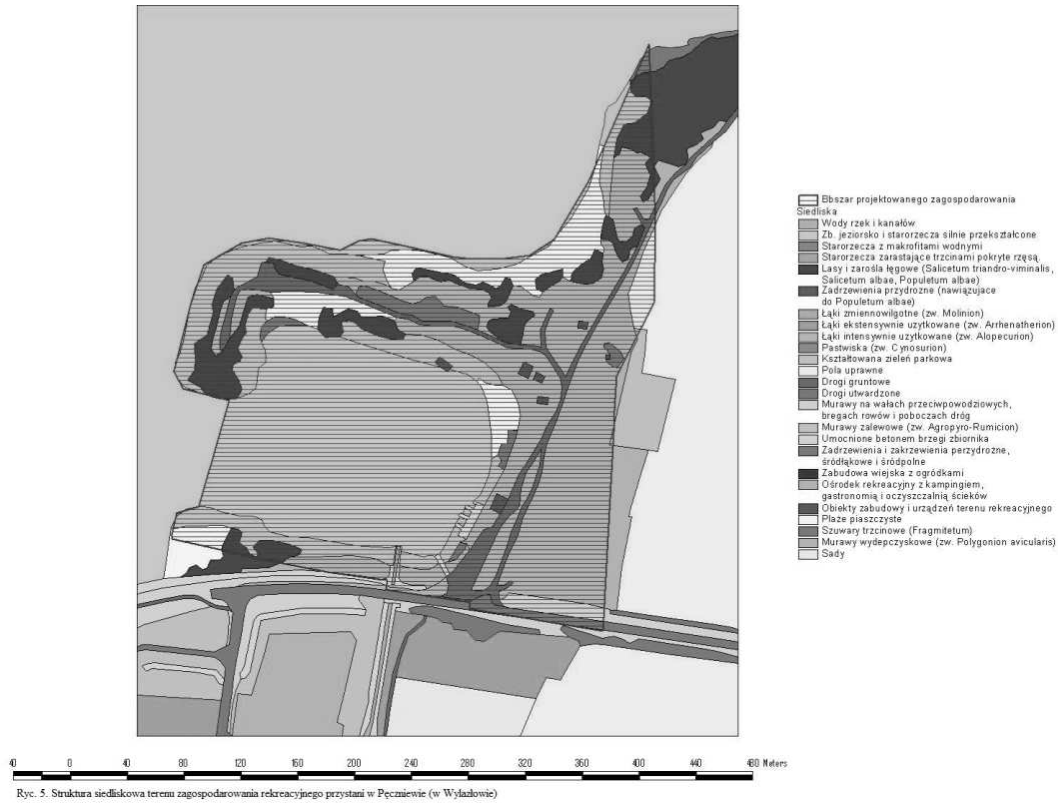 Bbszar projektowanego zagospodarowania
Siedliska
Wody rzek i kanałów
Zb. jeziorsko i starorzecza silnie przekształcone
Starorzecza z makrofitami wodnymi
Starorzecza zarastające trzcinami pokryte rzęsą
Lasy i zarośla łęgowe (Salicetum triandro-viminalis,
Salicetum albae, Populetum albae)
Zadrzewienia przydrożne (nawiązujace
do Populetum albae)
Łąki zmiennowilgotne (zw. Molinion)
Łąki ekstensywnie uzytkowane (zw. Arrhenatherion)
Łąki intensywnie uzytkowane (zw. Alopecurion)
Pastwiska (zw. Cynosurion)
Kształtowana zieleń parkowa
Pola uprawne
Drogi gruntowe
Drogi utwardzone
Murawy na wałach przeciwpowodziowych,
bregach rowów i poboczach dróg
Murawy zalewowe (zw. Agropyro-Rumicion)
Umocnione betonem brzegi zbiornika
Zadrzewienia i zakrzewienia perzydrożne,
śródłąkowe i śródpolne
Zabudowa wiejska z ogródkami
Ośrodek rekreacyjny z kampingiem,
gastronomią i oczyszczalnią ścieków
Obiekty zabudowy i urządzeń terenu rekreacyjnego
Plaże piaszczyste
Szuwary trzcinowe (Fragmitetum)
Murawy wydepczyskowe (zw. Polygonion avicularis)
Sady
40 0 40 80 120 160 200 240 280 320 360 400 440 480 Meters
Ryc. 5. Struktura siedliskowa terenu zagospodarowania rekreacyjnego przystani w Pęczniewie (w Wylazłowie)